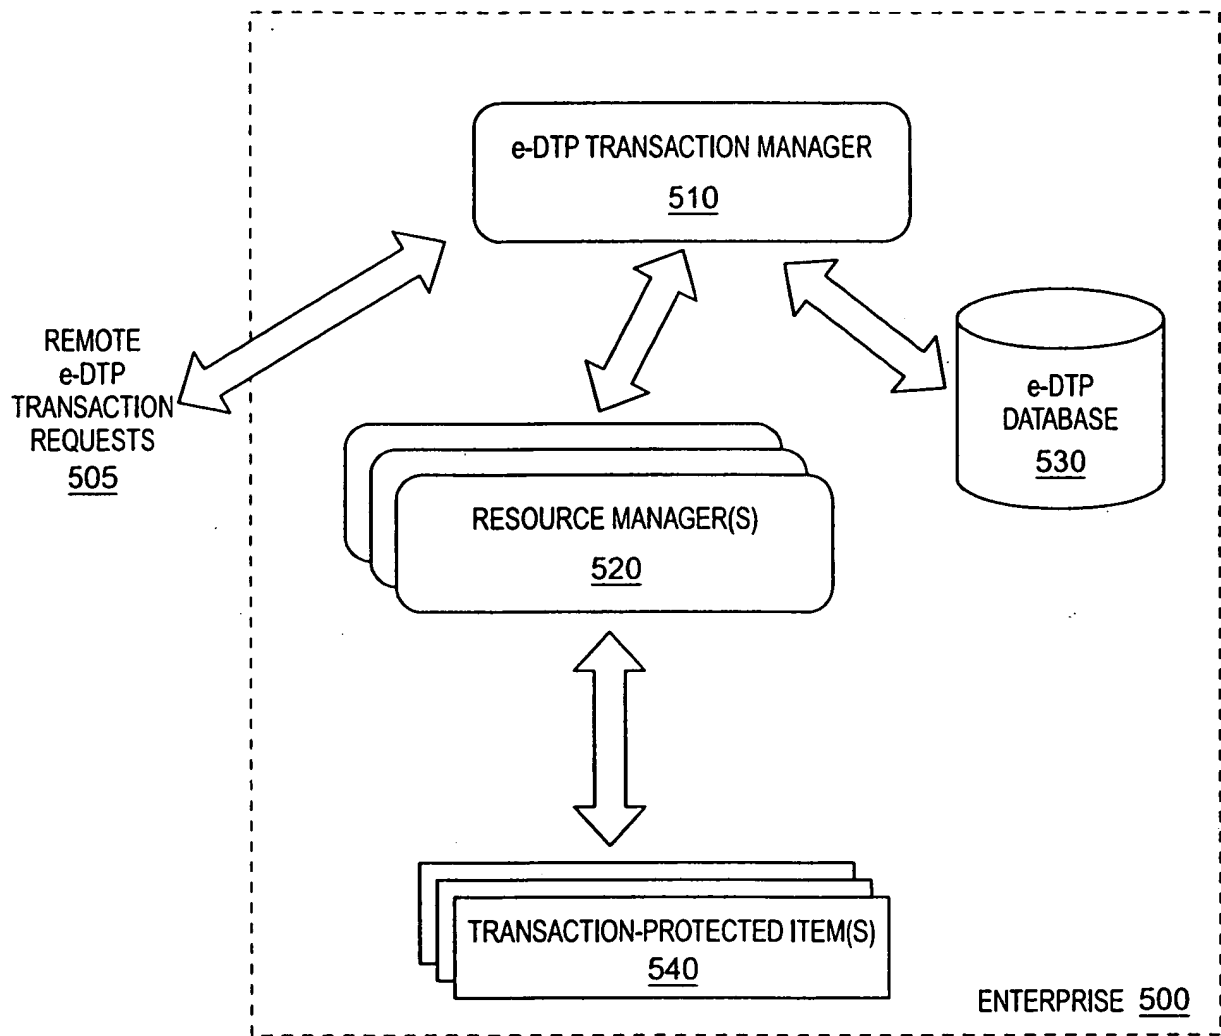 e-DTP TRANSACTION MANAGER
510
REMOTE
e-DTP
TRANSACTION
REQUESTS
505
e-DTP
DATABASE
530
RESOURCE MANAGER(S)
520
TRANSACTION-PROTECTED ITEM(S)
540
ENTERPRISE 500